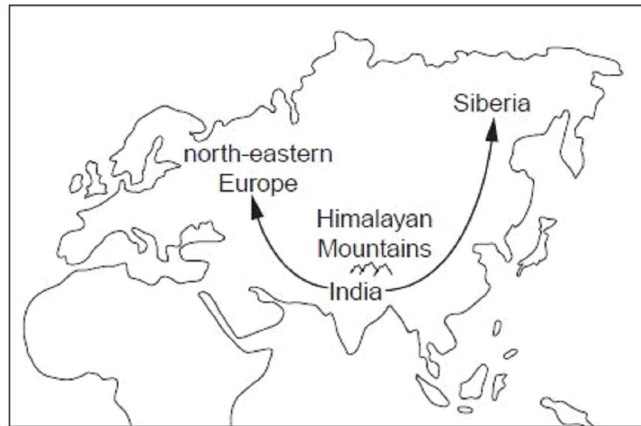 Siberia
north-eastern
Europe
Himalayan
Mountains
India